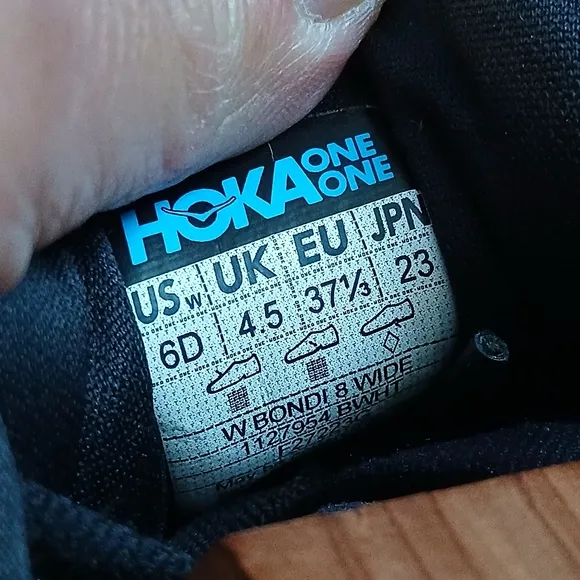 HOKA ONE ONE
US W UK EU JPN
6D 4 5 37⅓ 23
W BONDI 8 WIDE
1127954 BWHT